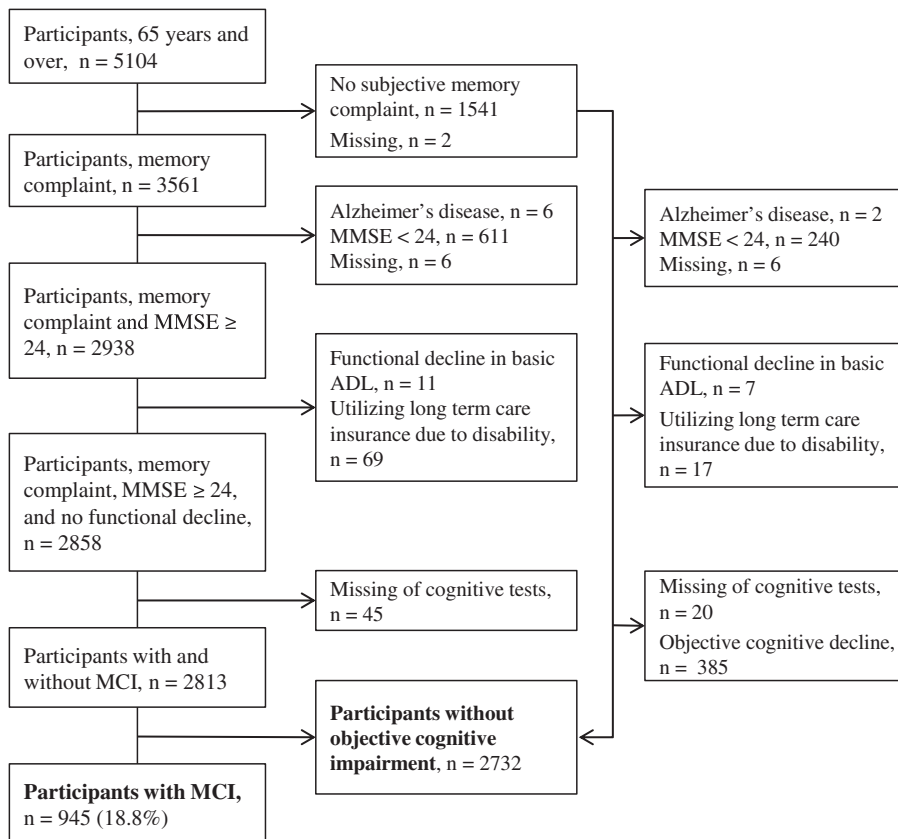 Participants, 65 years and
over,  n = 5104
No subjective memory
complaint, n = 1541
Missing, n = 2
Participants, memory
complaint, n = 3561
Alzheimer's disease, n = 6
MMSE < 24, n = 611
Missing, n = 6
Alzheimer's disease, n = 2
MMSE < 24, n = 240
Missing, n = 6
Participants, memory
complaint and MMSE ≥
24, n = 2938
Functional decline in basic
ADL, n = 11
Utilizing long term care
insurance due to disability,
n = 69
Functional decline in basic
ADL, n = 7
Utilizing long term care
insurance due to disability,
n = 17
Participants, memory
complaint, MMSE ≥ 24,
and no functional decline,
n = 2858
Missing of cognitive tests,
n = 45
Missing of cognitive tests,
n = 20
Objective cognitive decline,
n =  385
Participants with and
without MCI, n = 2813
Participants without
objective cognitive
impairment, n = 2732
Participants with MCI,
n = 945 (18.8%)